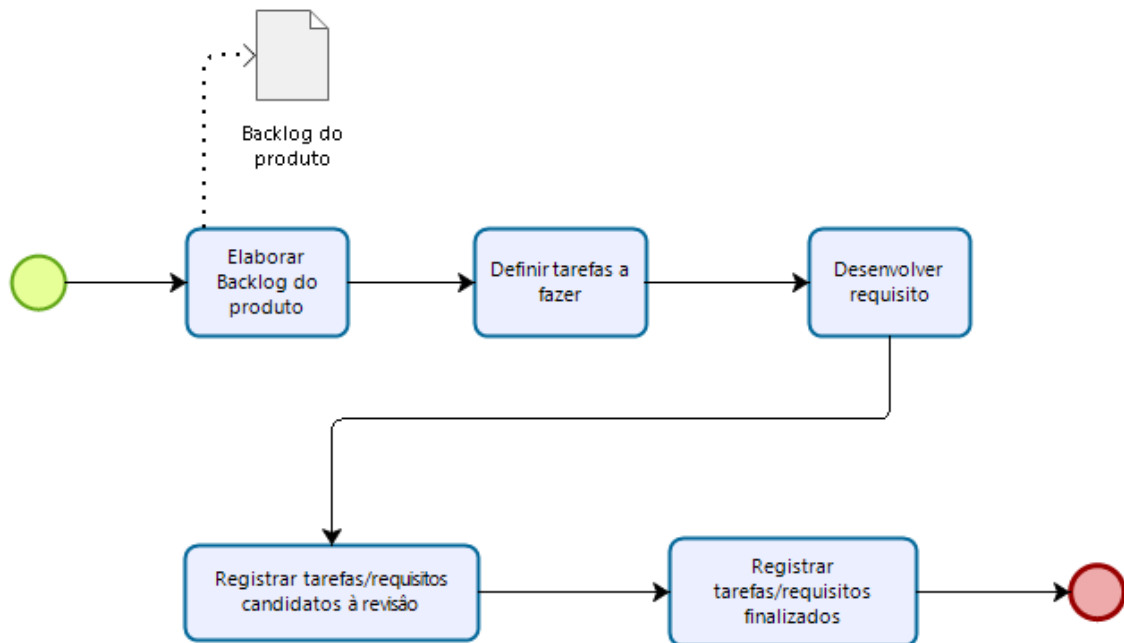 Backlog do
produto
Elaborar
Backlog do
produto
Definir tarefas a
fazer
Desenvolver
requisito
Registrar tarefas/requisitos
candidatos à revisão
Registrar
tarefas/requisitos
finalizados